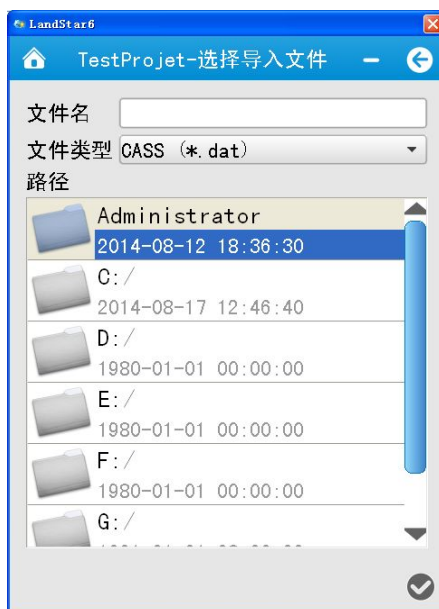 LandStar6
TestProjet-选择导入文件
文件名
文件类型 CASS (*.dat)
路径
Administrator
2014-08-12 18:36:30
C:/
2014-08-17 12:46:40
D:/
1980-01-01 00:00:00
E:/
1980-01-01 00:00:00
F:/
1980-01-01 00:00:00
G:/